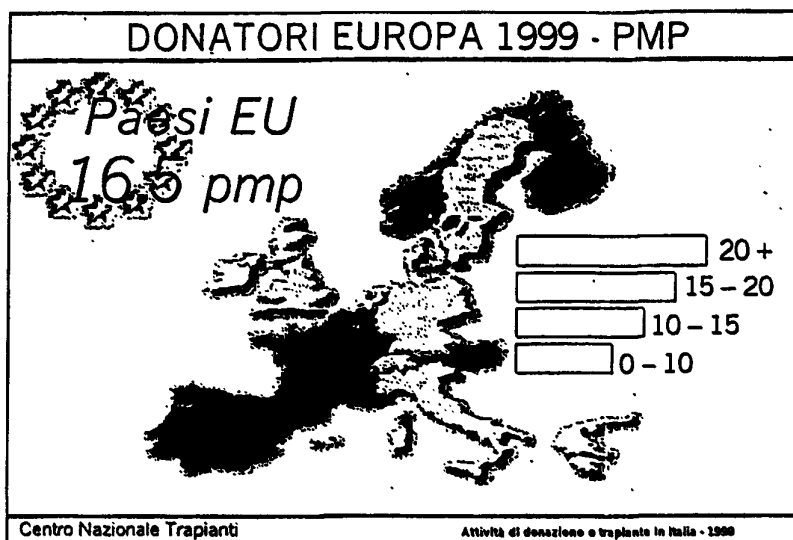 DONATORI EUROPA 1999 - PMP
Paesi EU
16 5 pmp
20 +
15 – 20
10 – 15
0 – 10
Centro Nazionale Trapianti
Attività di donazione e trapianto in Italia - 1999